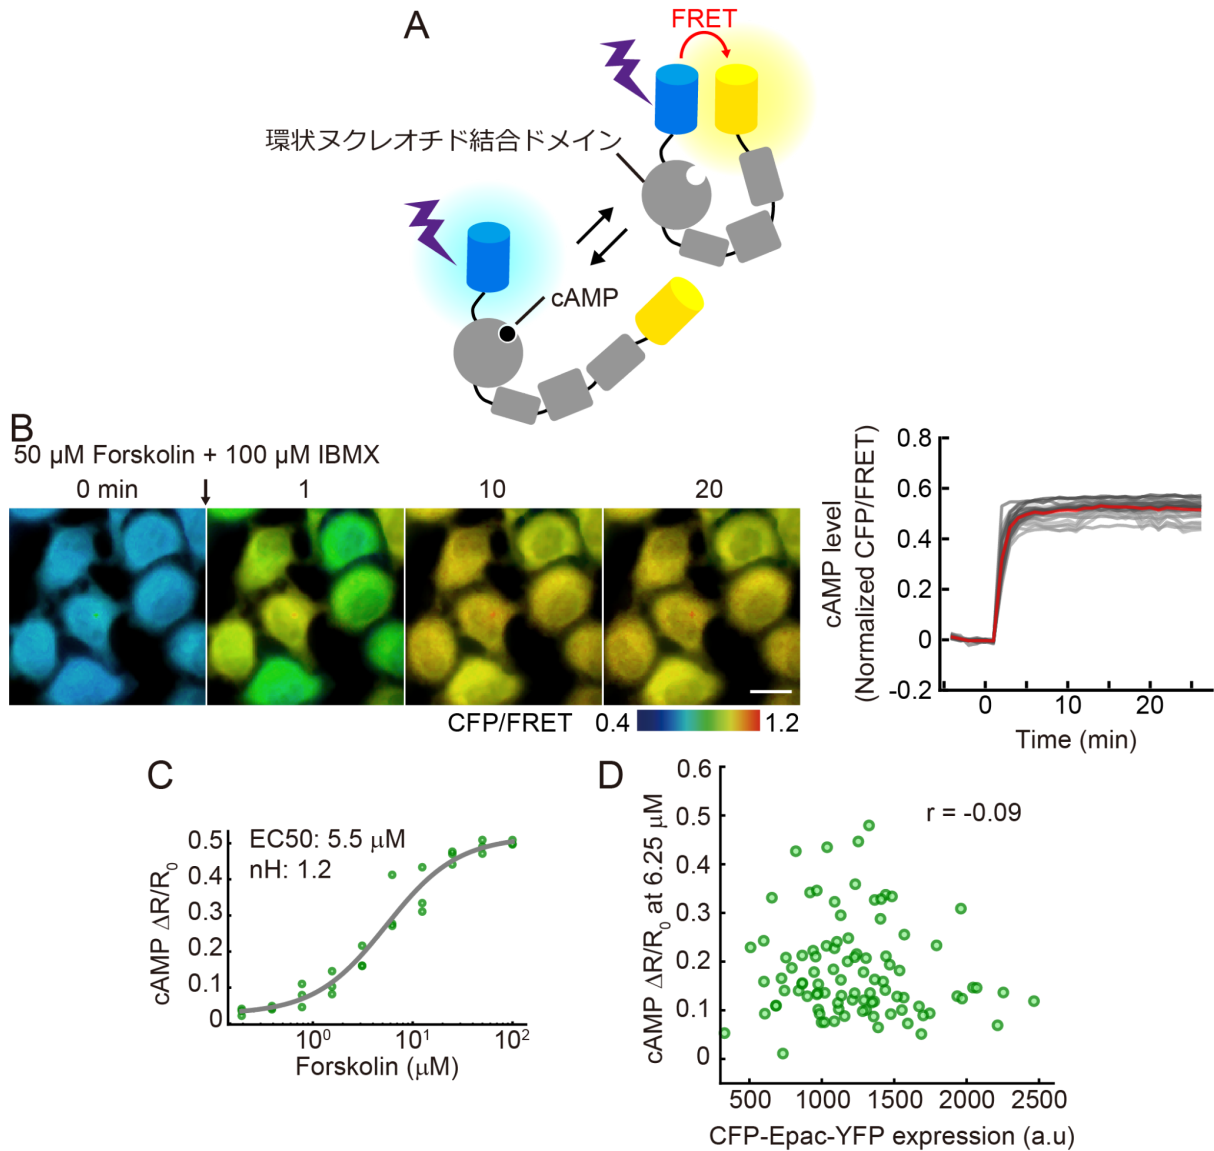 A
FRET
環状ヌクレオチド結合ドメイン
cAMP
B
50 μM Forskolin + 100 μM IBMX
0 min
1
10
20
CFP/FRET
0.4
1.2
cAMP level
(Normalized CFP/FRET)
0.8
0.6
0.4
0.2
0
-0.2
0
10
20
Time (min)
C
EC50: 5.5 μM
nH: 1.2
cAMP ΔR/R0
0.5
0.4
0.3
0.2
0.1
0
10^0
10^1
10^2
Forskolin (μM)
D
r = -0.09
cAMP ΔR/R0 at 6.25 μM
0.6
0.5
0.4
0.3
0.2
0.1
0
500
1000
1500
2000
2500
CFP-Epac-YFP expression (a.u)